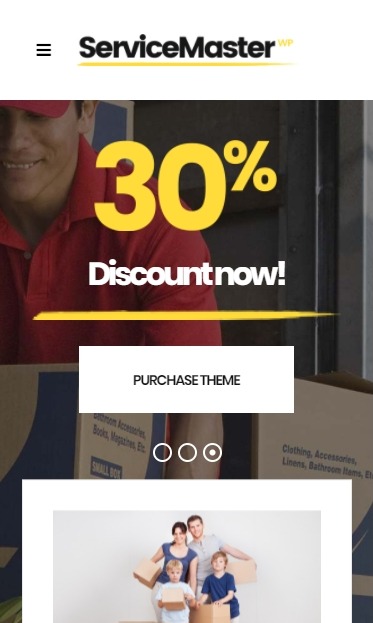 ServiceMaster WP
30%
Discount now!
PURCHASE THEME
Bathroom Accessories,
Books, Magazines, Etc.
SMALL BOX
Clothing, Accessories,
Linens, Bathroom Items, Etc